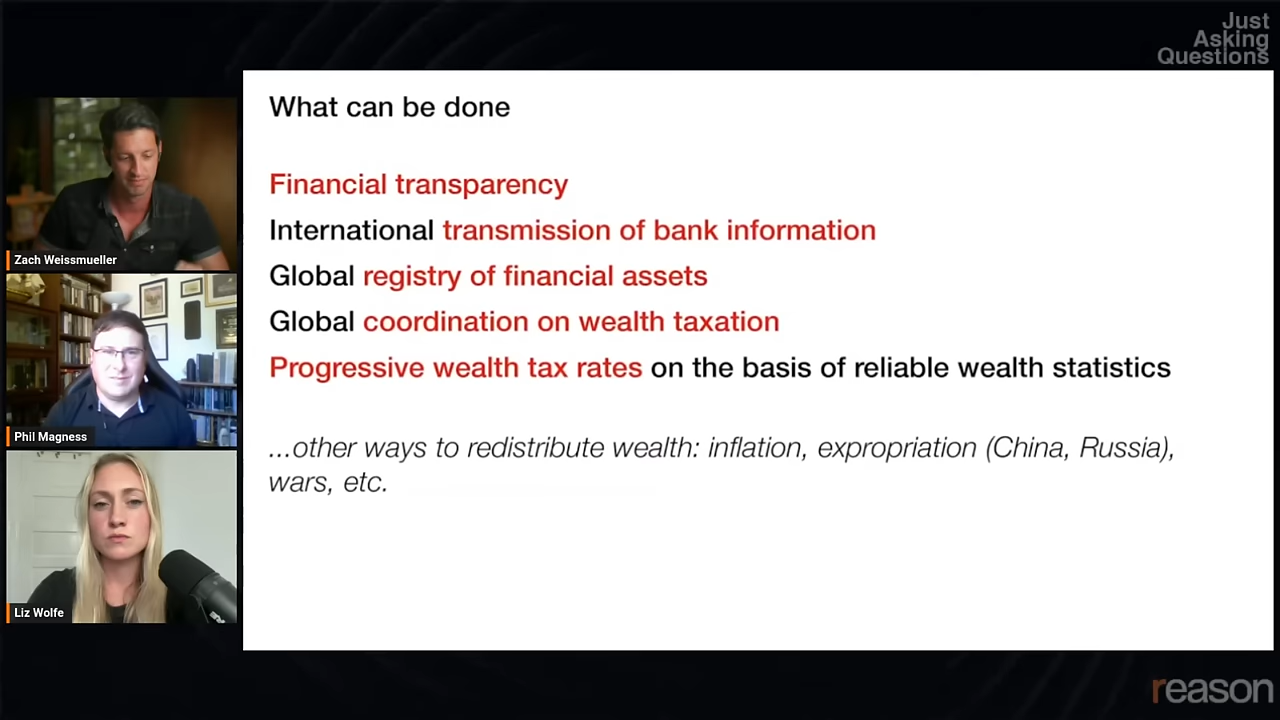 Just
Asking
Questions
What can be done
Financial transparency
International transmission of bank information
Global registry of financial assets
Global coordination on wealth taxation
Progressive wealth tax rates on the basis of reliable wealth statistics
...other ways to redistribute wealth: inflation, expropriation (China, Russia),
wars, etc.
Zach Weissmueller
Phil Magness
Liz Wolfe
reason